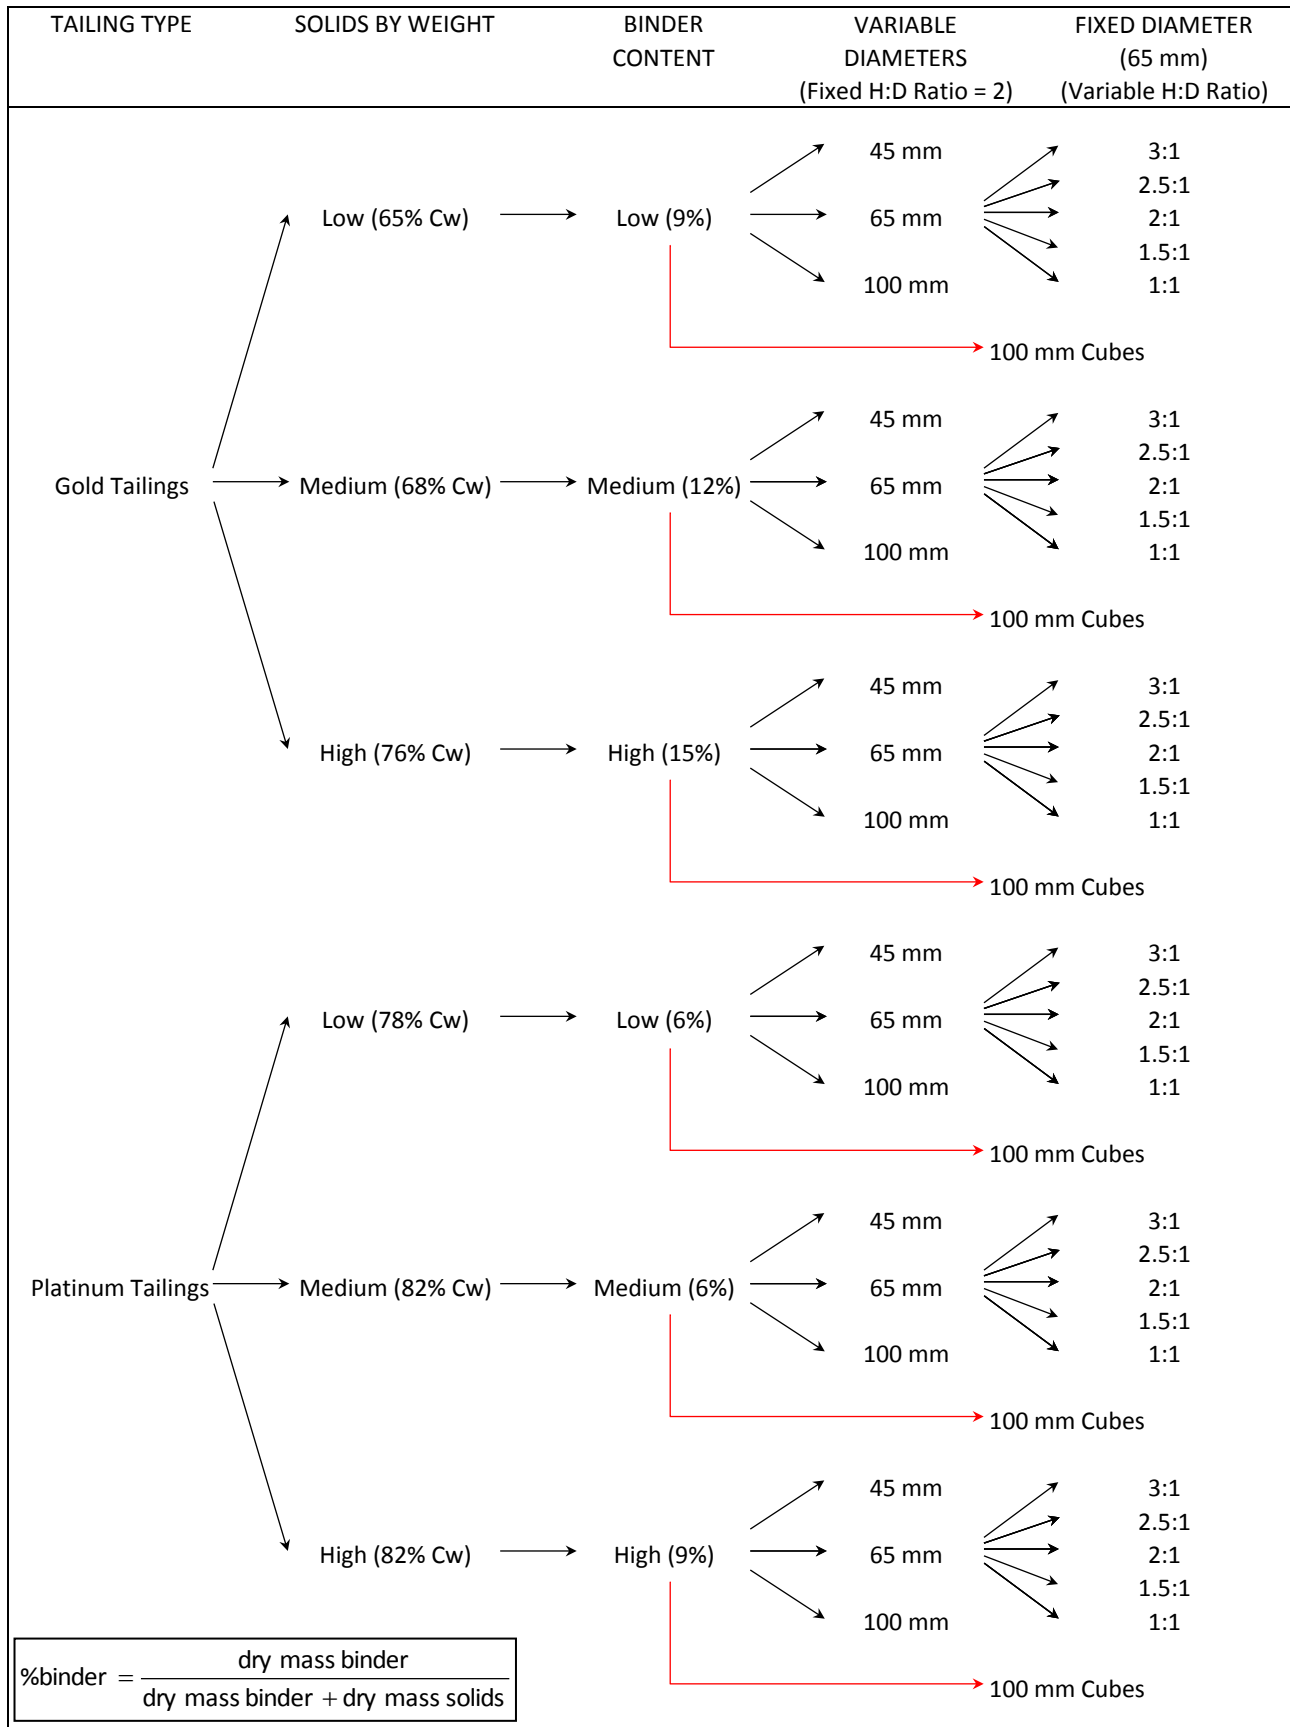 TAILING TYPE SOLIDS BY WEIGHT BINDER VARIABLE FIXED DIAMETER
CONTENT DIAMETERS (65 mm)
(Fixed H:D Ratio = 2) (Variable H:D Ratio)
45 mm 3:1
2.5:1
Low (65% Cw) Low (9%) 65 mm 2:1
1.5:1
100 mm 1:1
100 mm Cubes
45 mm 3:1
2.5:1
Gold Tailings Medium (68% Cw) Medium (12%) 65 mm 2:1
1.5:1
100 mm 1:1
100 mm Cubes
45 mm 3:1
2.5:1
High (76% Cw) High (15%) 65 mm 2:1
1.5:1
100 mm 1:1
100 mm Cubes
45 mm 3:1
2.5:1
Low (78% Cw) Low (6%) 65 mm 2:1
1.5:1
100 mm 1:1
100 mm Cubes
45 mm 3:1
2.5:1
Platinum Tailings Medium (82% Cw) Medium (6%) 65 mm 2:1
1.5:1
100 mm 1:1
100 mm Cubes
45 mm 3:1
2.5:1
High (82% Cw) High (9%) 65 mm 2:1
1.5:1
100 mm 1:1
100 mm Cubes
dry mass binder
%binder =
dry mass binder + dry mass solids